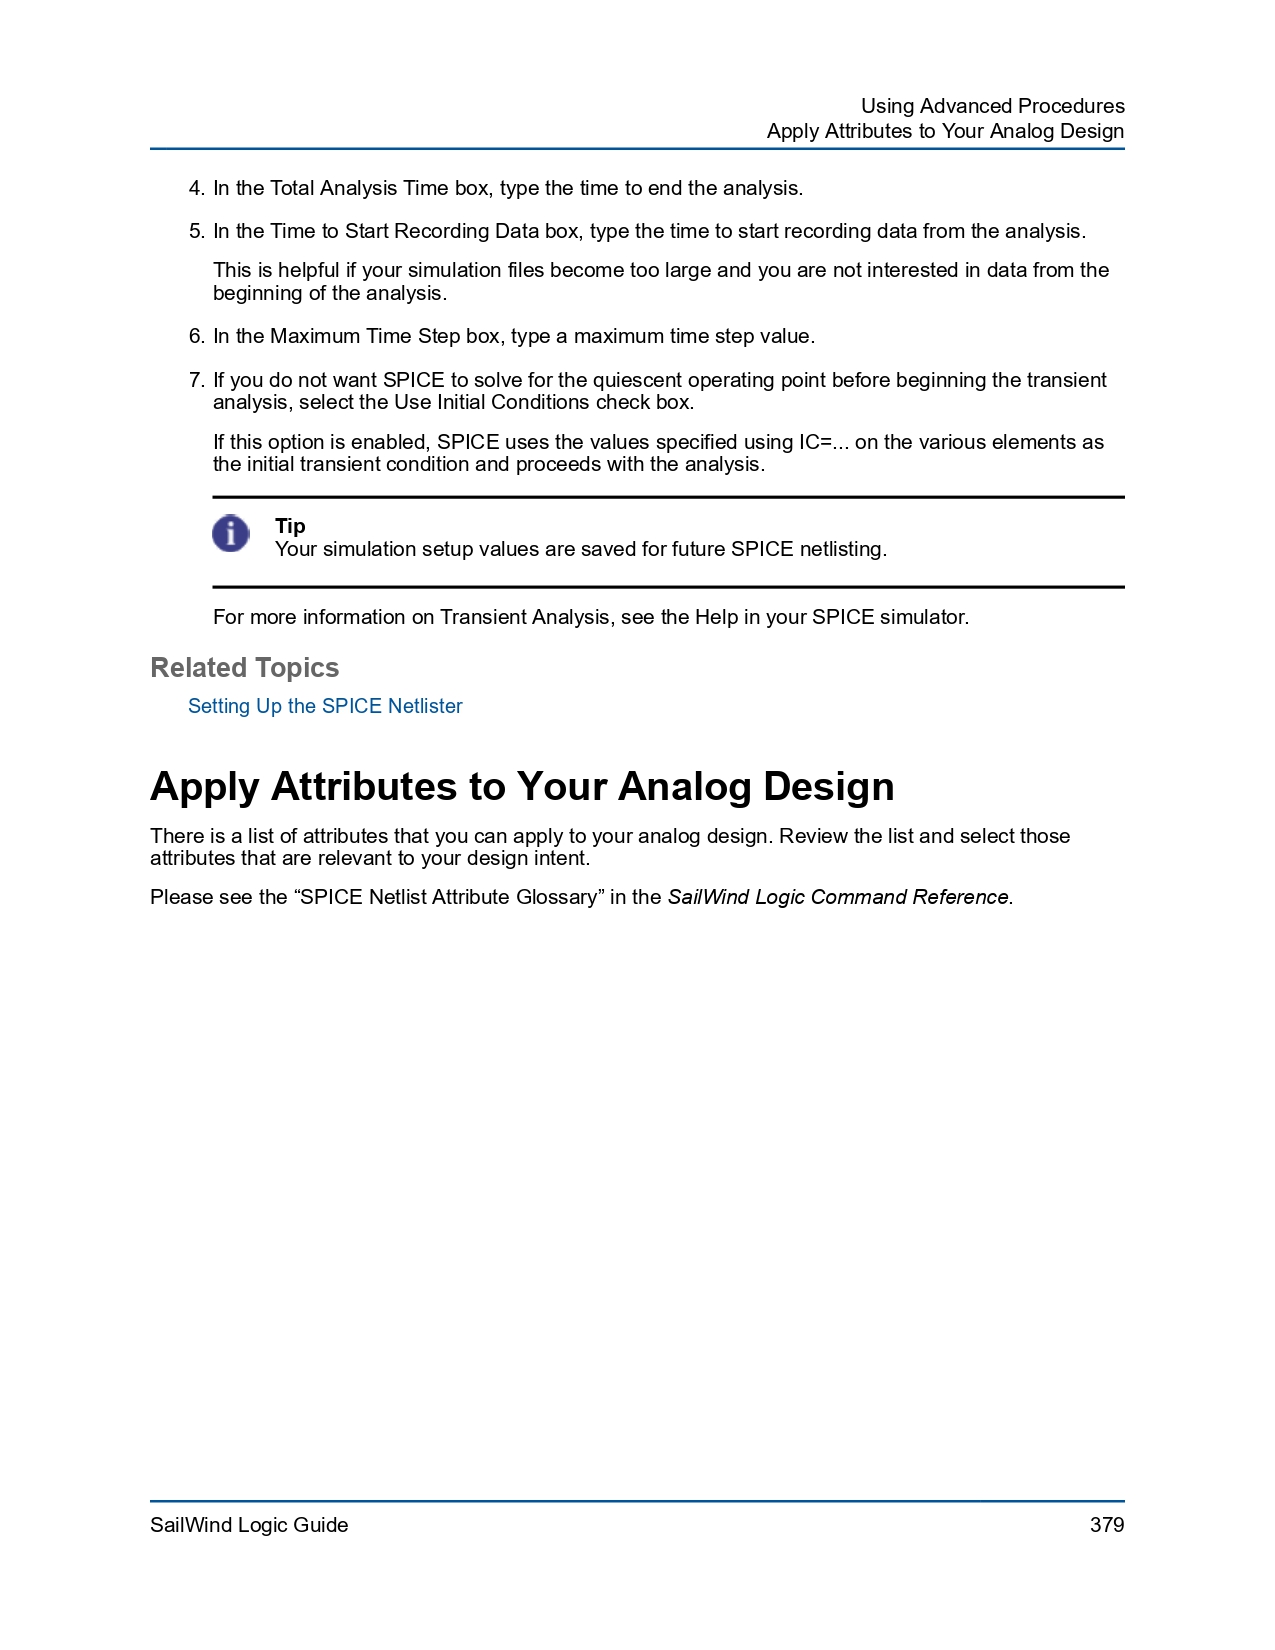 Using Advanced Procedures
Apply Attributes to Your Analog Design
4. In the Total Analysis Time box, type the time to end the analysis.
5. In the Time to Start Recording Data box, type the time to start recording data from the analysis.
This is helpful if your simulation files become too large and you are not interested in data from the
beginning of the analysis.
6. In the Maximum Time Step box, type a maximum time step value.
7. If you do not want SPICE to solve for the quiescent operating point before beginning the transient
analysis, select the Use Initial Conditions check box.
If this option is enabled, SPICE uses the values specified using IC=... on the various elements as
the initial transient condition and proceeds with the analysis.
Tip
Your simulation setup values are saved for future SPICE netlisting.
For more information on Transient Analysis, see the Help in your SPICE simulator.
Related Topics
Setting Up the SPICE Netlister
Apply Attributes to Your Analog Design
There is a list of attributes that you can apply to your analog design. Review the list and select those
attributes that are relevant to your design intent.
Please see the “SPICE Netlist Attribute Glossary” in the SailWind Logic Command Reference.
SailWind Logic Guide 379